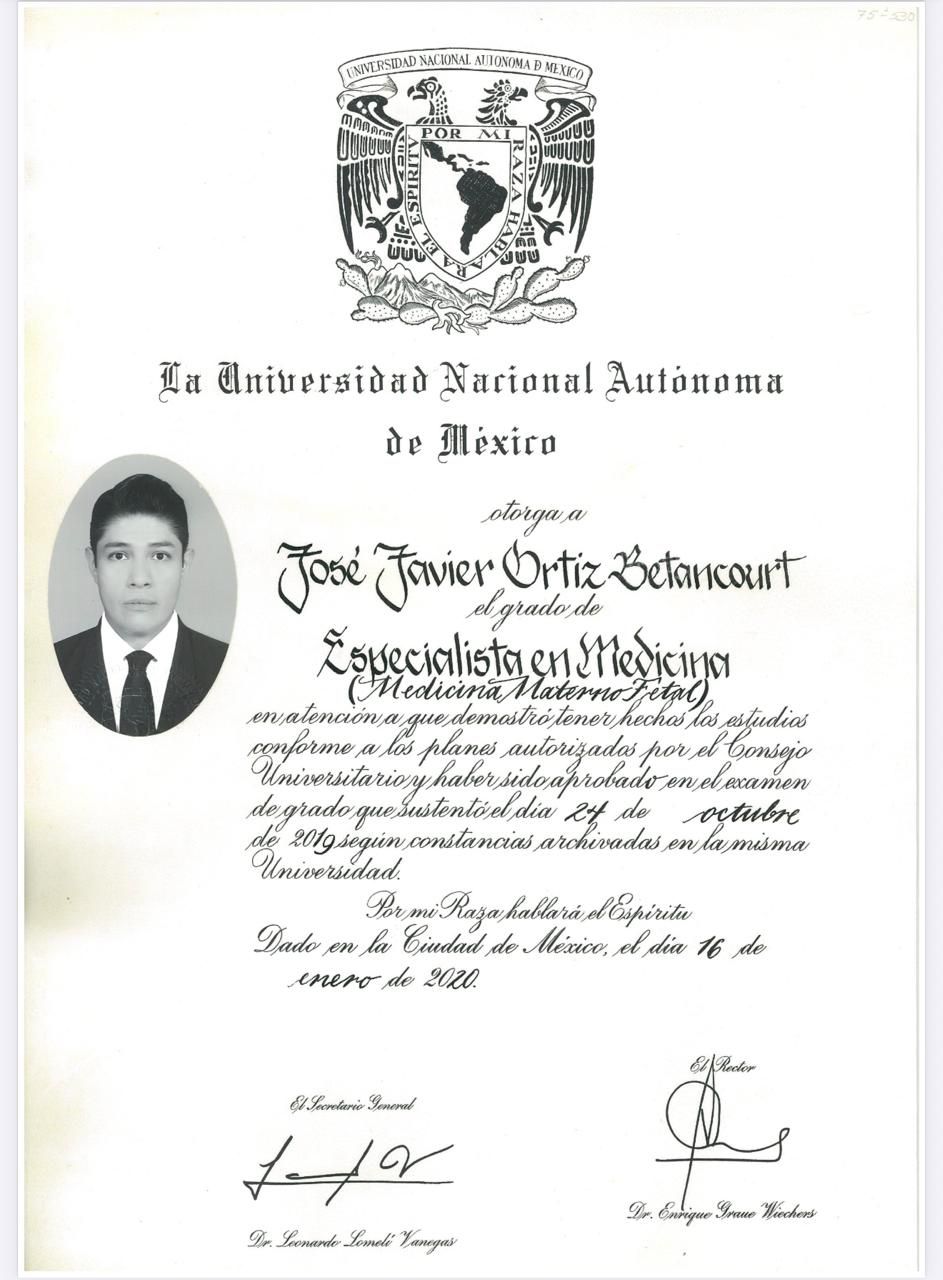 75-530
UNIVERSIDAD NACIONAL AUTONOMA D MEXICO
POR MI RAZA HABLARA EL ESPIRITU
La Universidad Nacional Autónoma
de México
otorga a
José Javier Ortiz Betancourt
el grado de
Especialista en Medicina
(Medicina Materno Fetal)
en atención a que demostró tener hechos los estudios
conforme a los planes autorizados por el Consejo
Universitario y haber sido aprobado en el examen
de grado que sustentó el día 24 de octubre
de 2019 según constancias archivadas en la misma
Universidad.
Por mi Raza hablará el Espíritu
Dado en la Ciudad de México, el día 16 de
enero de 2020.
El Rector
El Secretario General
Dr. Enrique Graue Wiechers
Dr. Leonardo Lomelí Vanegas